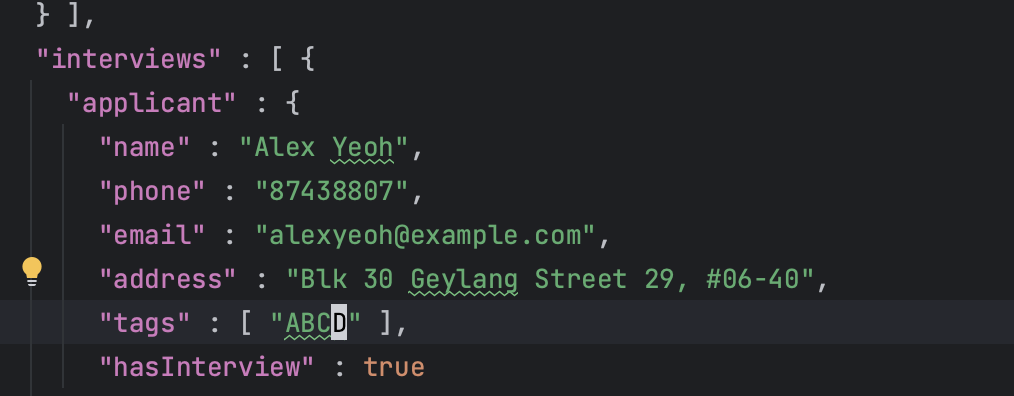 } ],
"interviews" : [ {
"applicant" : {
"name" : "Alex Yeoh",
"phone" : "87438807",
"email" : "alexyeoh@example.com",
"address" : "Blk 30 Geylang Street 29, #06-40",
"tags" : [ "ABCD" ],
"hasInterview" : true